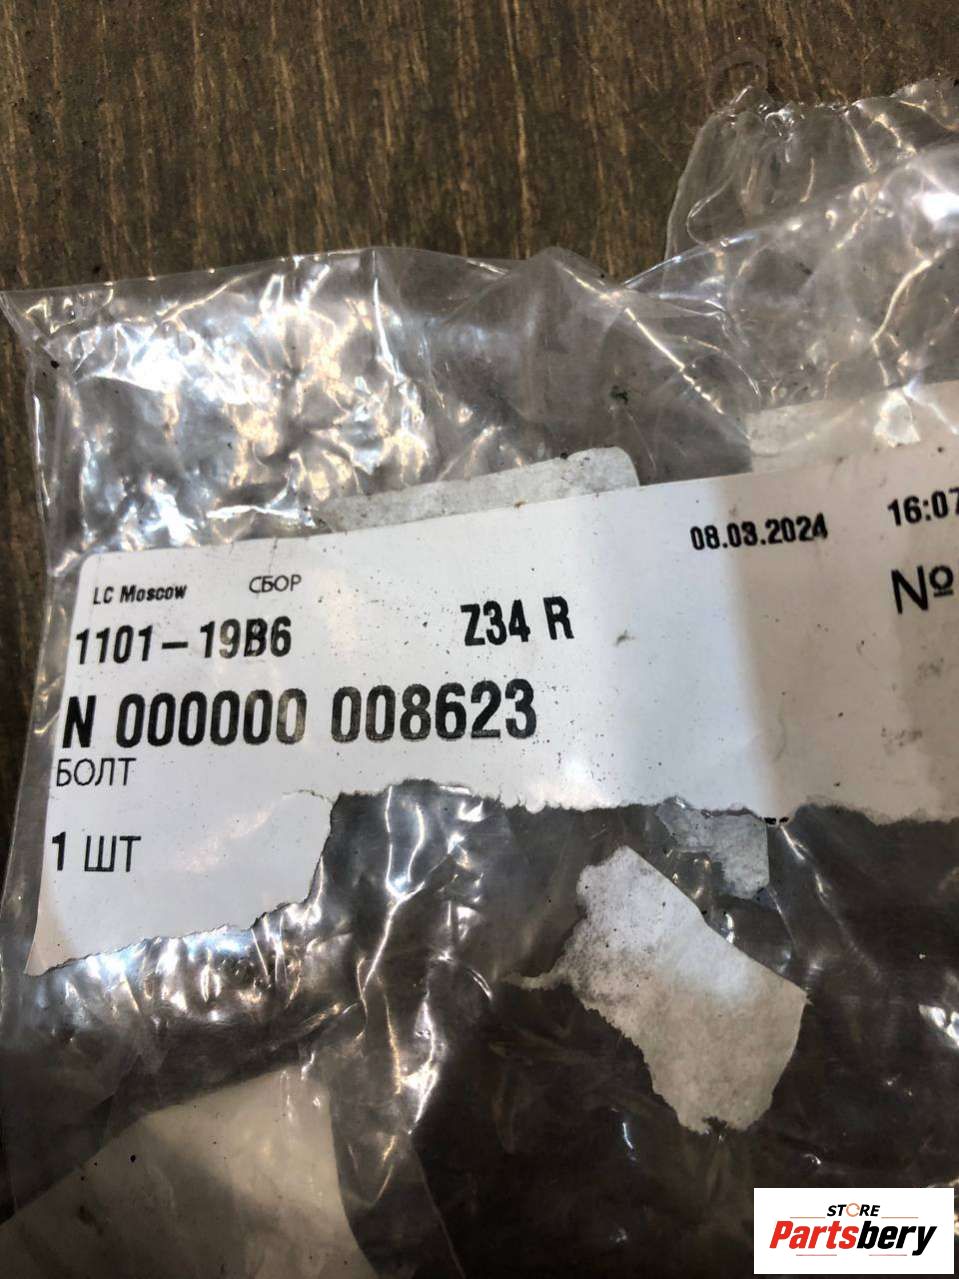 08.03.2024 16:07
LC Moscow СБОР
1101-19B6 Z34 R №
N 000000 008623
БОЛТ
1 ШТ
STORE
Partsbery